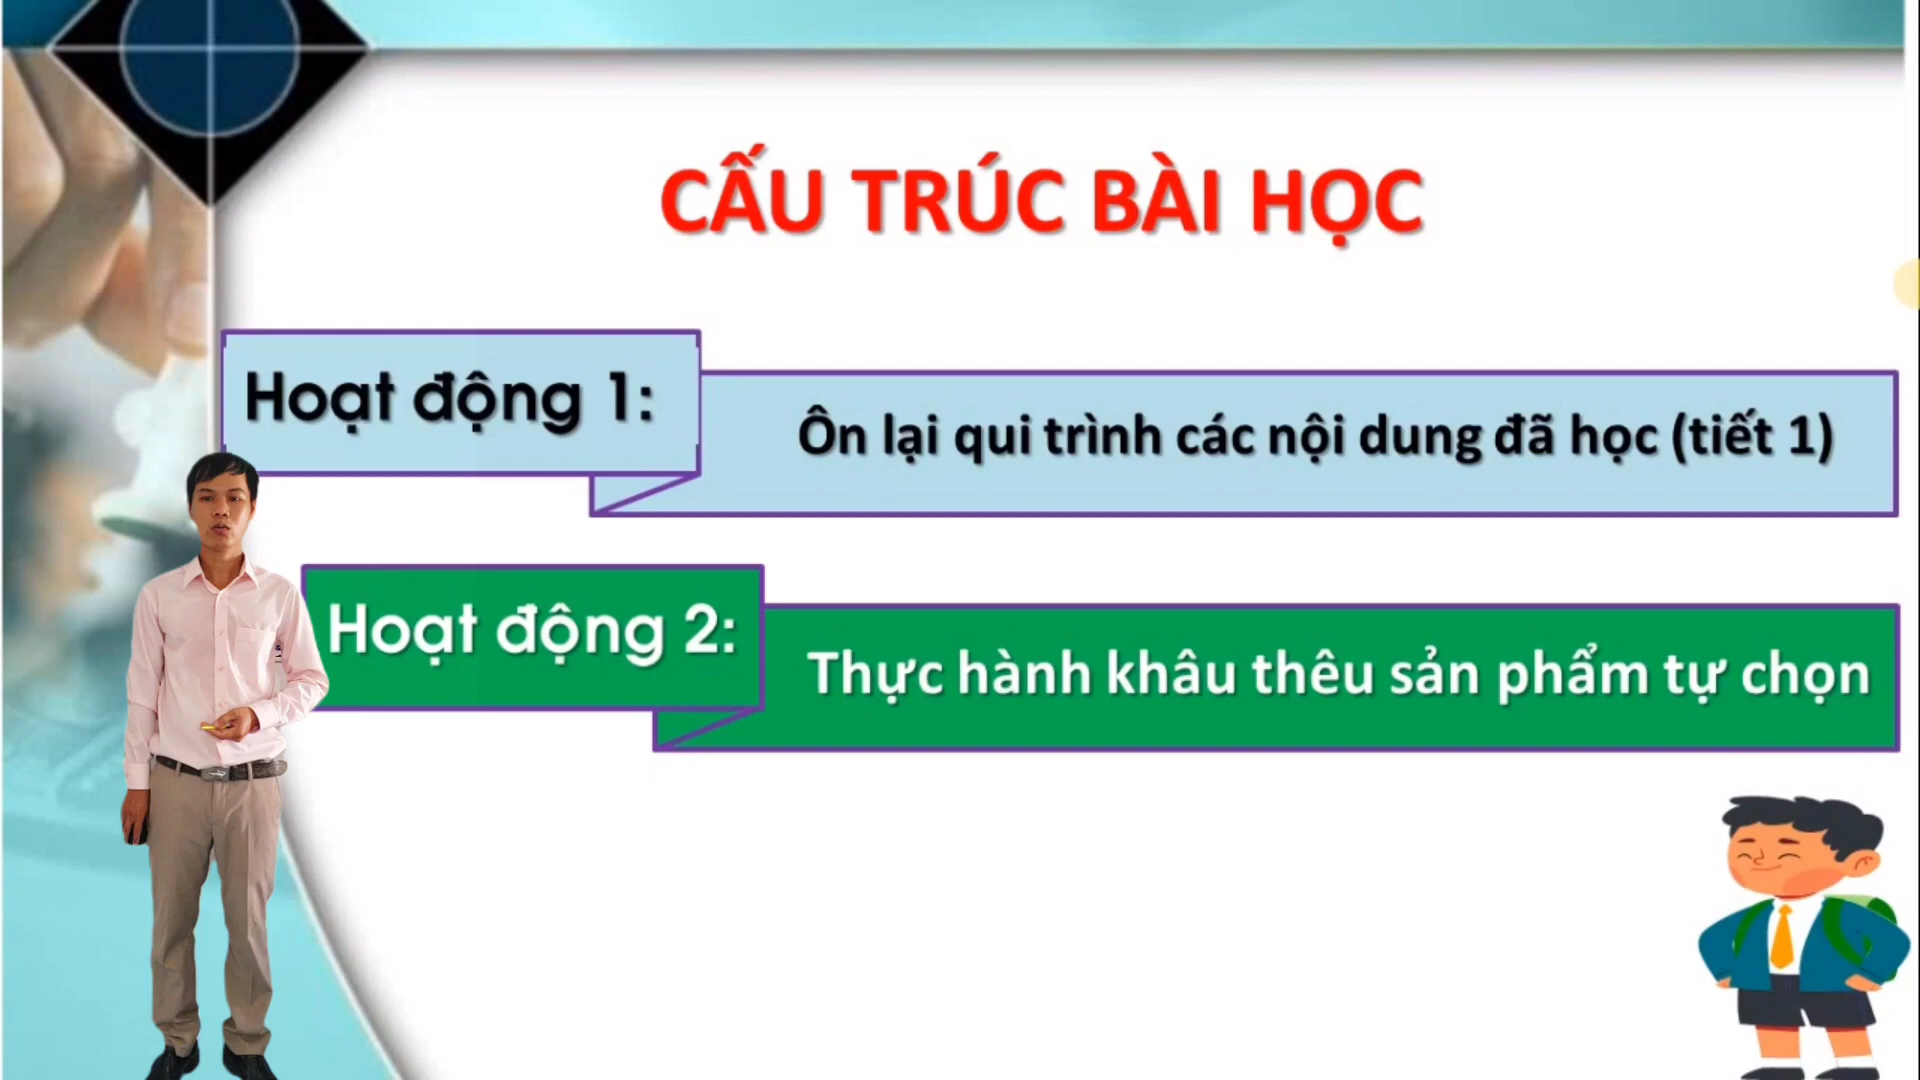 CẤU TRÚC BÀI HỌC
Hoạt động 1:
Ôn lại qui trình các nội dung đã học (tiết 1)
Hoạt động 2:
Thực hành khâu thêu sản phẩm tự chọn